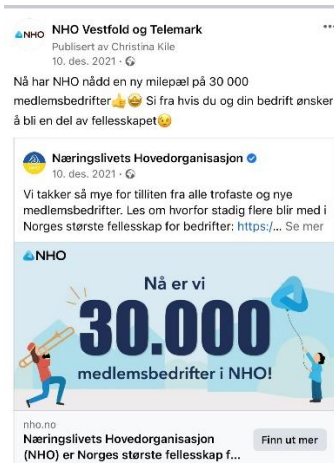 NHO
NHO Vestfold og Telemark
Publisert av Christina Kile
10. des. 2021 ·
Nå har NHO nådd en ny milepæl på 30 000
medlemsbedrifter👍🤩 Si fra hvis du og din bedrift ønsker
å bli en del av fellesskapet😉
Næringslivets Hovedorganisasjon
10. des. 2021 ·
Vi takker så mye for tilliten fra alle trofaste og nye
medlemsbedrifter. Les om hvorfor stadig flere blir med i
Norges største fellesskap for bedrifter: https:/... Se mer
NHO
Nå er vi
30.000
medlemsbedrifter i NHO!
nho.no
Næringslivets Hovedorganisasjon
(NHO) er Norges største fellesskap f...
Finn ut mer